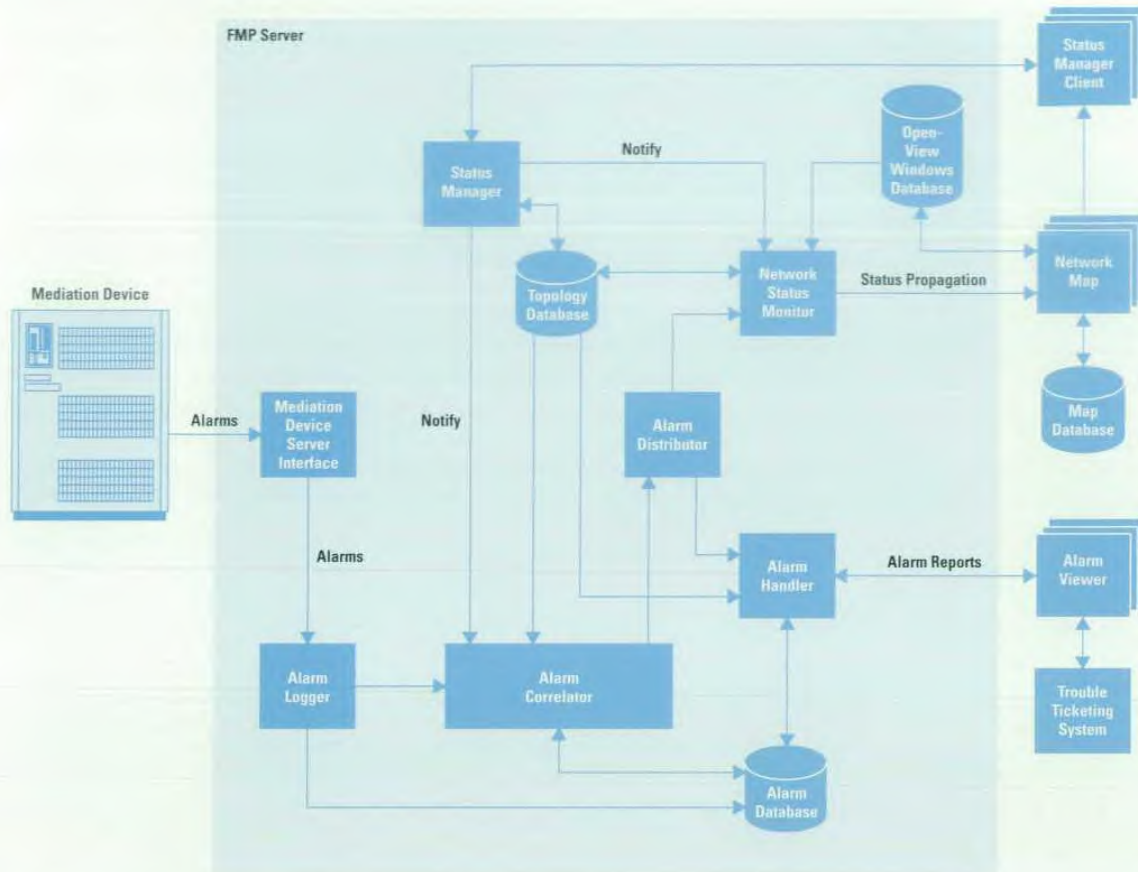 FMP Server
Status
Manager
Client
Open-
View
Windows
Database
Notify
Status
Manager
Network
Map
Topology
Database
Network
Status
Monitor
Status Propagation
Mediation Device
Map
Database
Alarms
Mediation
Device
Server
Interface
Notify
Alarm
Distributor
Alarms
Alarm
Handler
Alarm Reports
Alarm
Viewer
Alarm
Logger
Alarm
Correlator
Trouble
Ticketing
System
Alarm
Database